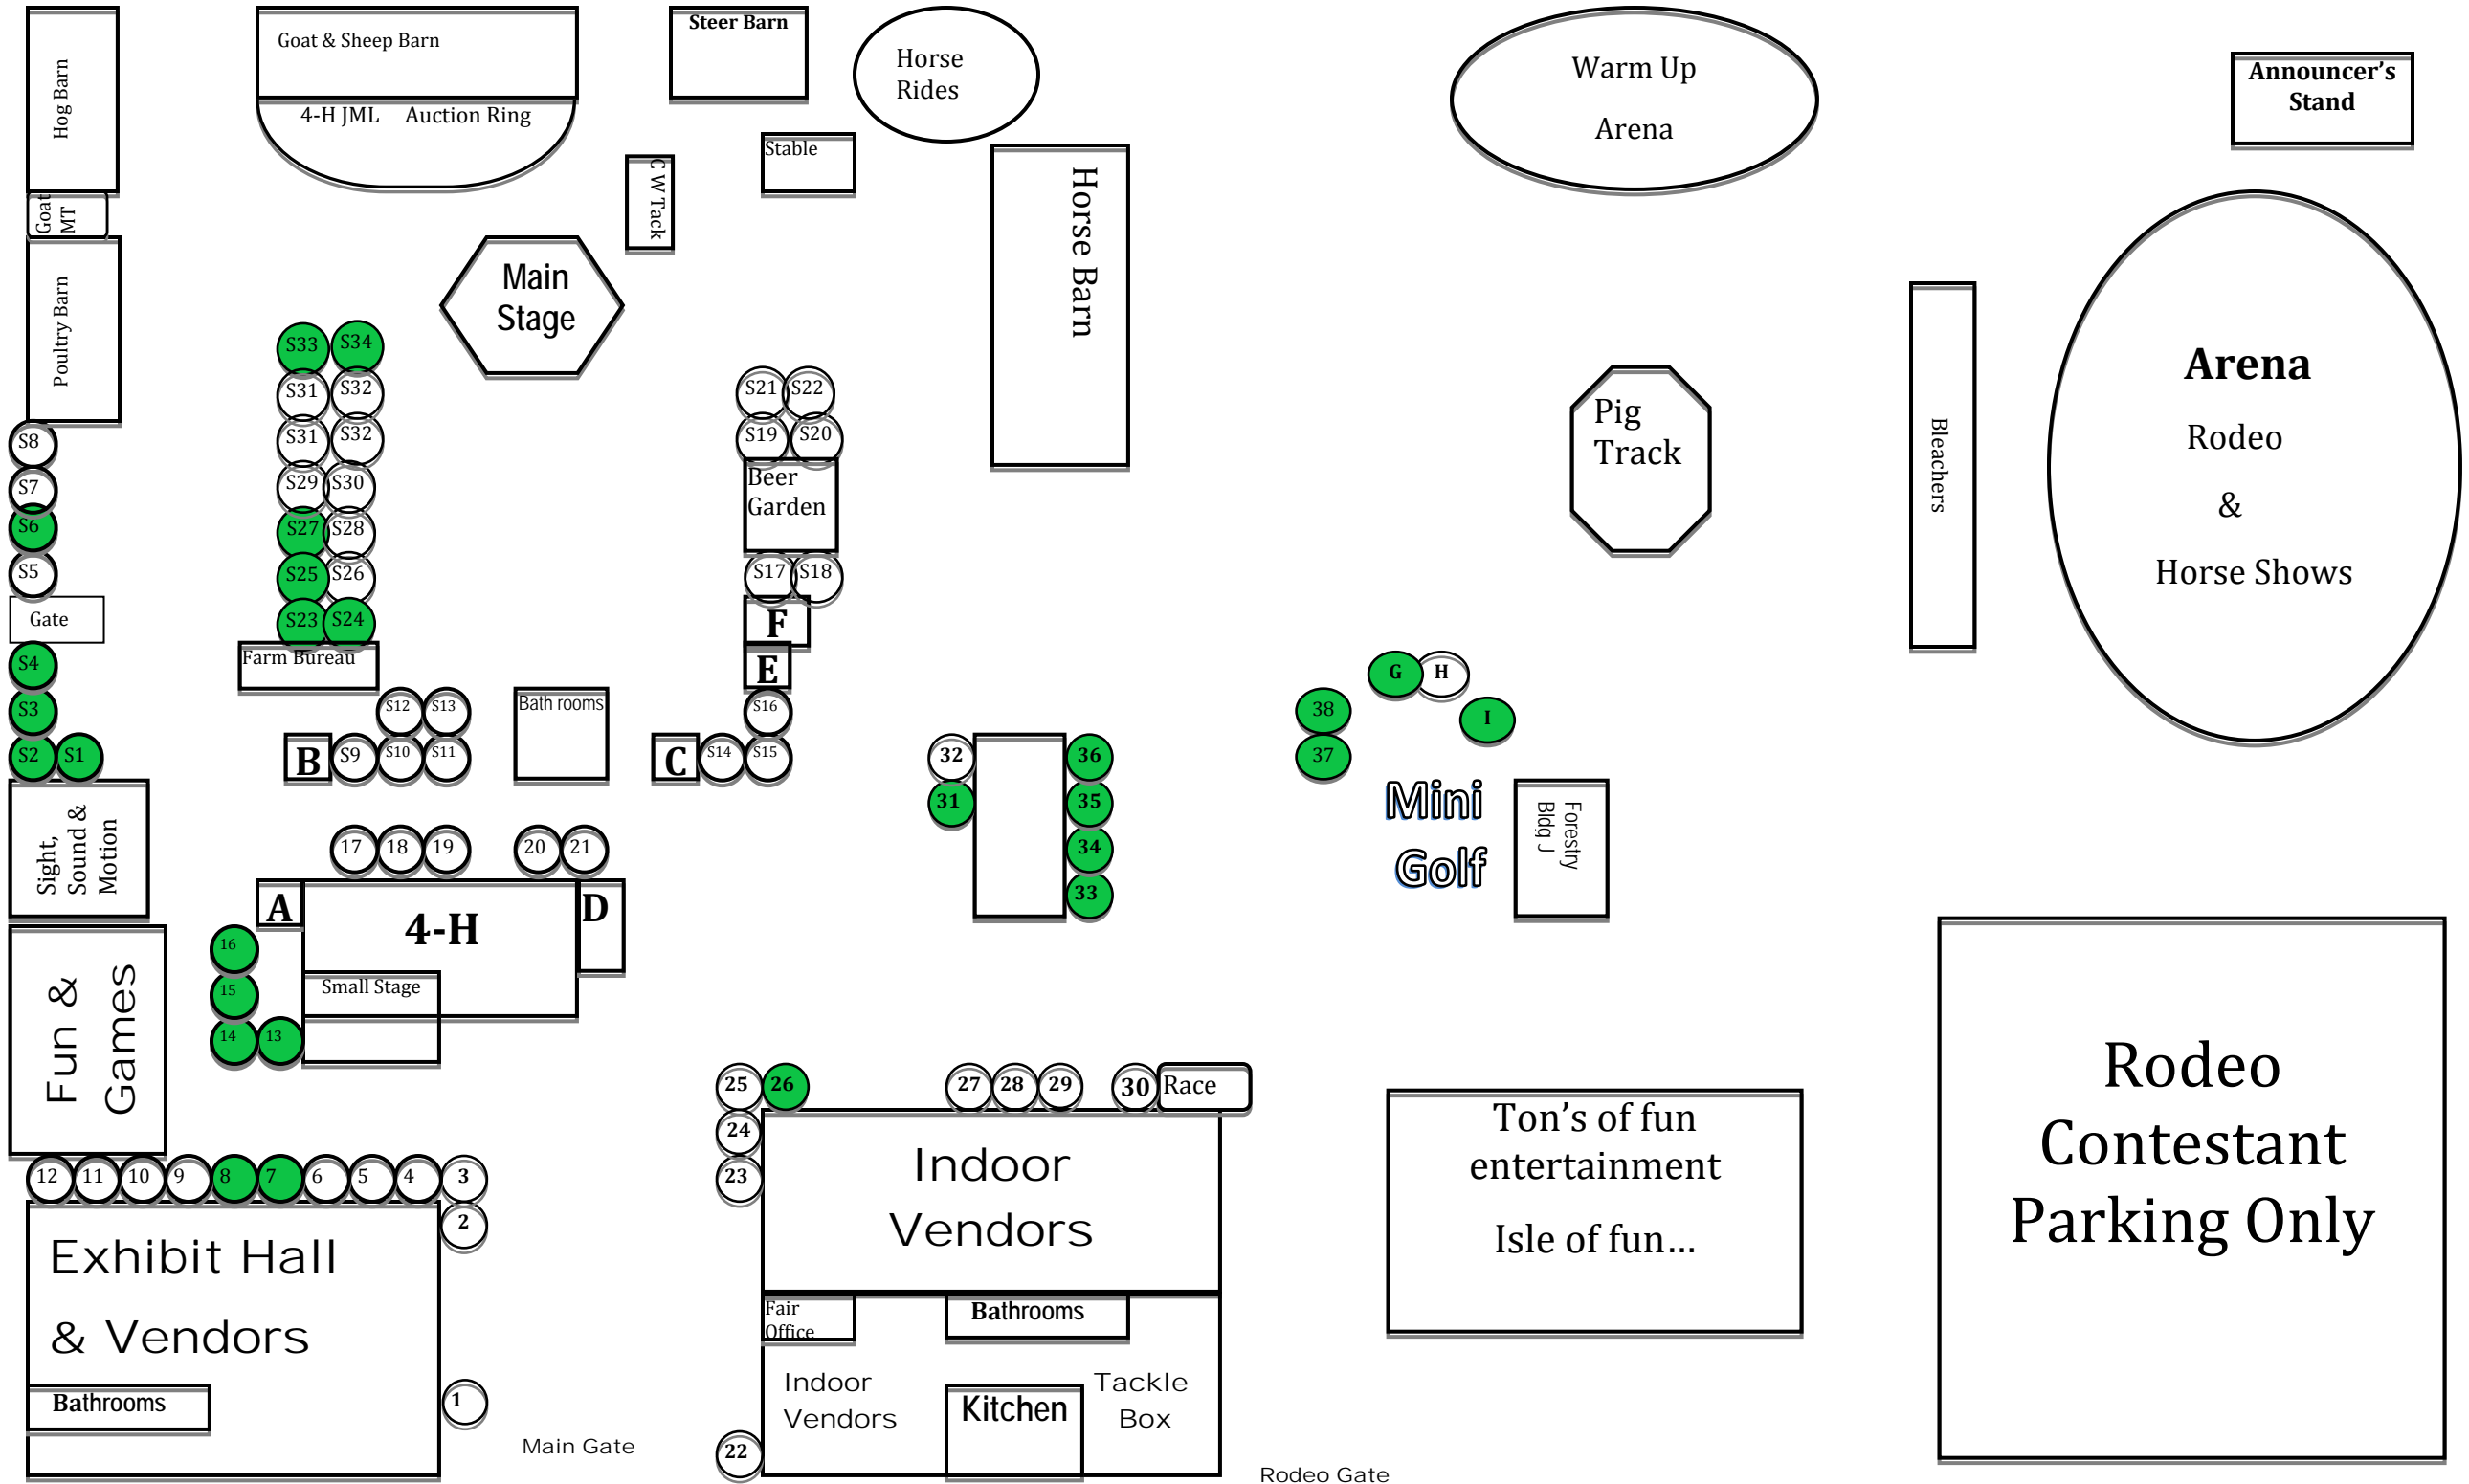 Hog Barn
Goat & Sheep Barn
4-H JML Auction Ring
Steer Barn
Horse
Rides
Warm Up
Arena
Announcer's
Stand
Goat
MT
C W Tack
Stable
Horse Barn
Poultry Barn
Main
Stage
S33
S34
S31
S32
S31
S32
S29
S30
S27
S28
S25
S26
S23
S24
Farm Bureau
S8
S7
S6
S5
Gate
S4
S3
S2
S1
S21
S22
S19
S20
Beer
Garden
S17
S18
F
E
S16
Pig
Track
Bleachers
Arena
Rodeo
&
Horse Shows
S12
S13
B
S9
S10
S11
Bath rooms
C
S14
S15
32
31
36
35
34
33
38
37
G
H
I
Mini
Golf
Forestry
Bldg J
Sight,
Sound &
Motion
17
18
19
20
21
A
4-H
D
Small Stage
16
15
14
13
Fun &
Games
12
11
10
9
8
7
6
5
4
3
2
Exhibit Hall
& Vendors
Bathrooms
1
Main Gate
25
26
24
23
27
28
29
30
Race
Indoor
Vendors
Fair
Office
Bathrooms
Indoor
Vendors
Kitchen
Tackle
Box
22
Rodeo Gate
Ton's of fun
entertainment
Isle of fun...
Rodeo
Contestant
Parking Only